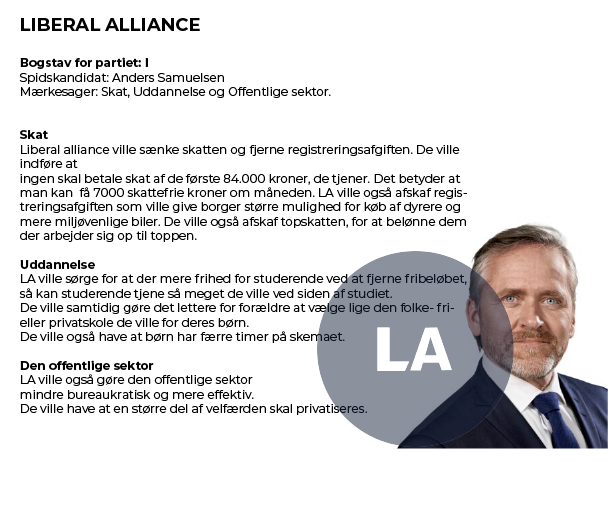 LIBERAL ALLIANCE
Bogstav for partiet: I
Spidskandidat: Anders Samuelsen
Mærkesager: Skat, Uddannelse og Offentlige sektor.
Skat
Liberal alliance ville sænke skatten og fjerne registreringsafgiften. De ville
indføre at
ingen skal betale skat af de første 84.000 kroner, de tjener. Det betyder at
man kan  få 7000 skattefrie kroner om måneden. LA ville også afskaf regis-
treringsafgiften som ville give borger større mulighed for køb af dyrere og
mere miljøvenlige biler. De ville også afskaf topskatten, for at belønne dem
der arbejder sig op til toppen.
Uddannelse
LA ville sørge for at der mere frihed for studerende ved at fjerne fribeløbet,
så kan studerende tjene så meget de ville ved siden af studiet.
De ville samtidig gøre det lettere for forældre at vælge lige den folke- fri-
eller privatskole de ville for deres børn.
De ville også have at børn har færre timer på skemaet.
Den offentlige sektor
LA ville også gøre den offentlige sektor
mindre bureaukratisk og mere effektiv.
De ville have at en større del af velfærden skal privatiseres.
LA